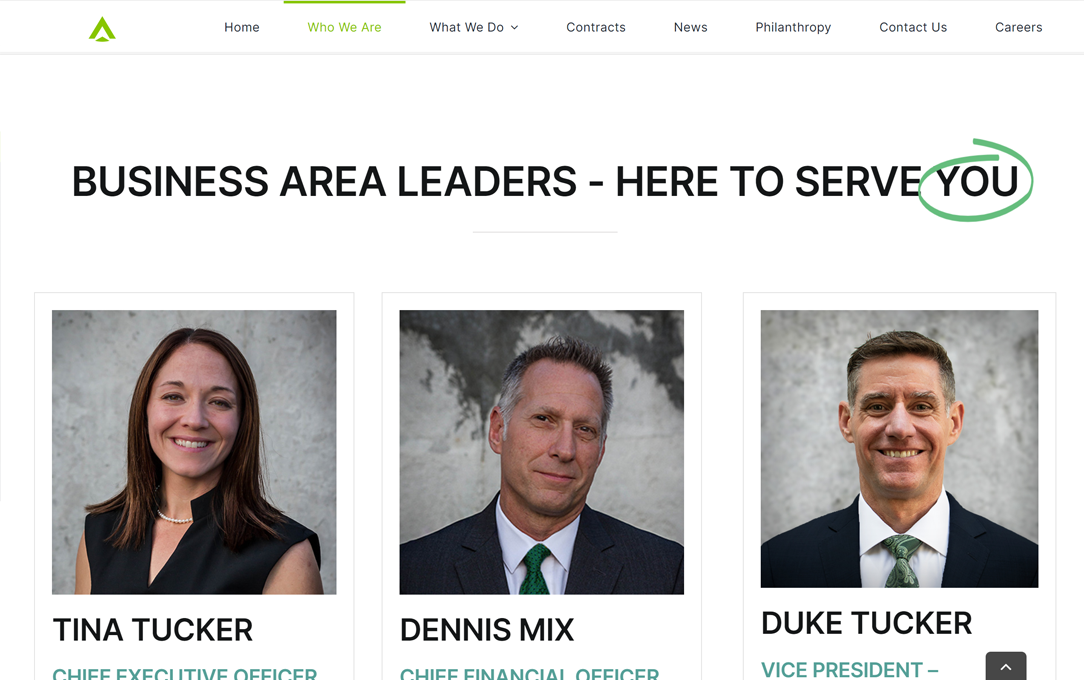 Home Who We Are What We Do Contracts News Philanthropy Contact Us Careers
BUSINESS AREA LEADERS - HERE TO SERVE YOU
TINA TUCKER
CHIEF EXECUTIVE OFFICER
DENNIS MIX
CHIEF FINANCIAL OFFICER
DUKE TUCKER
VICE PRESIDENT –